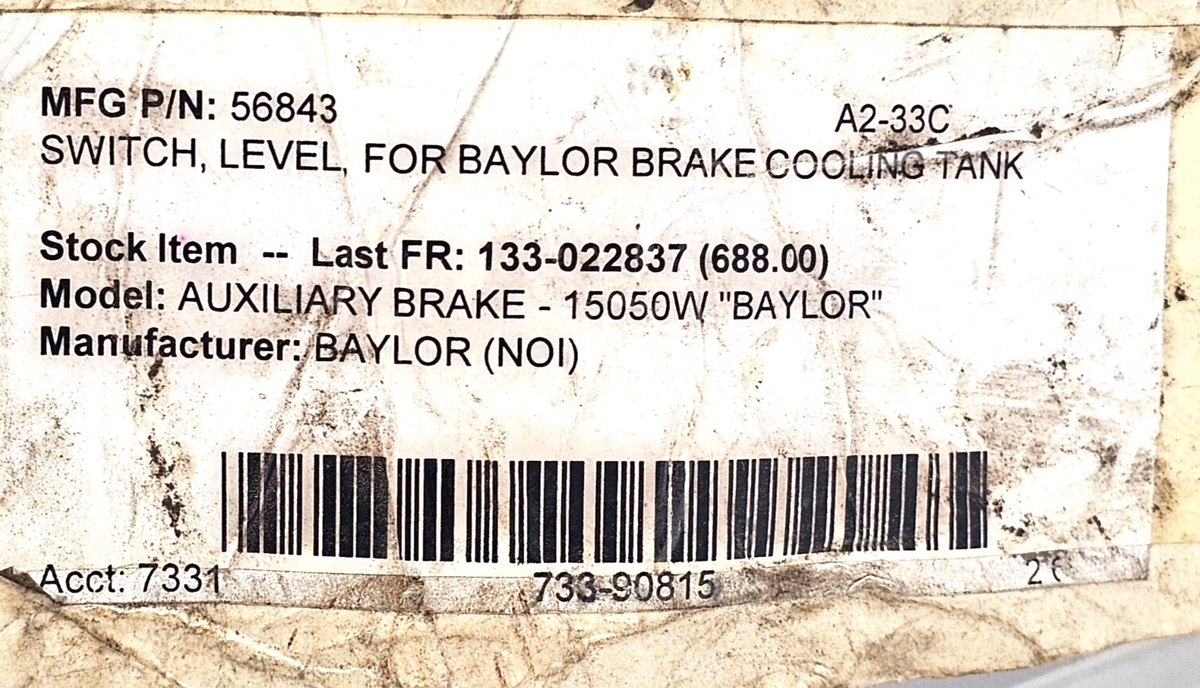 MFG P/N: 56843
A2-33C
SWITCH, LEVEL, FOR BAYLOR BRAKE COOLING TANK
Stock Item -- Last FR: 133-022837 (688.00)
Model: AUXILIARY BRAKE - 15050W "BAYLOR"
Manufacturer: BAYLOR (NOI)
Acct: 7331
733-90815